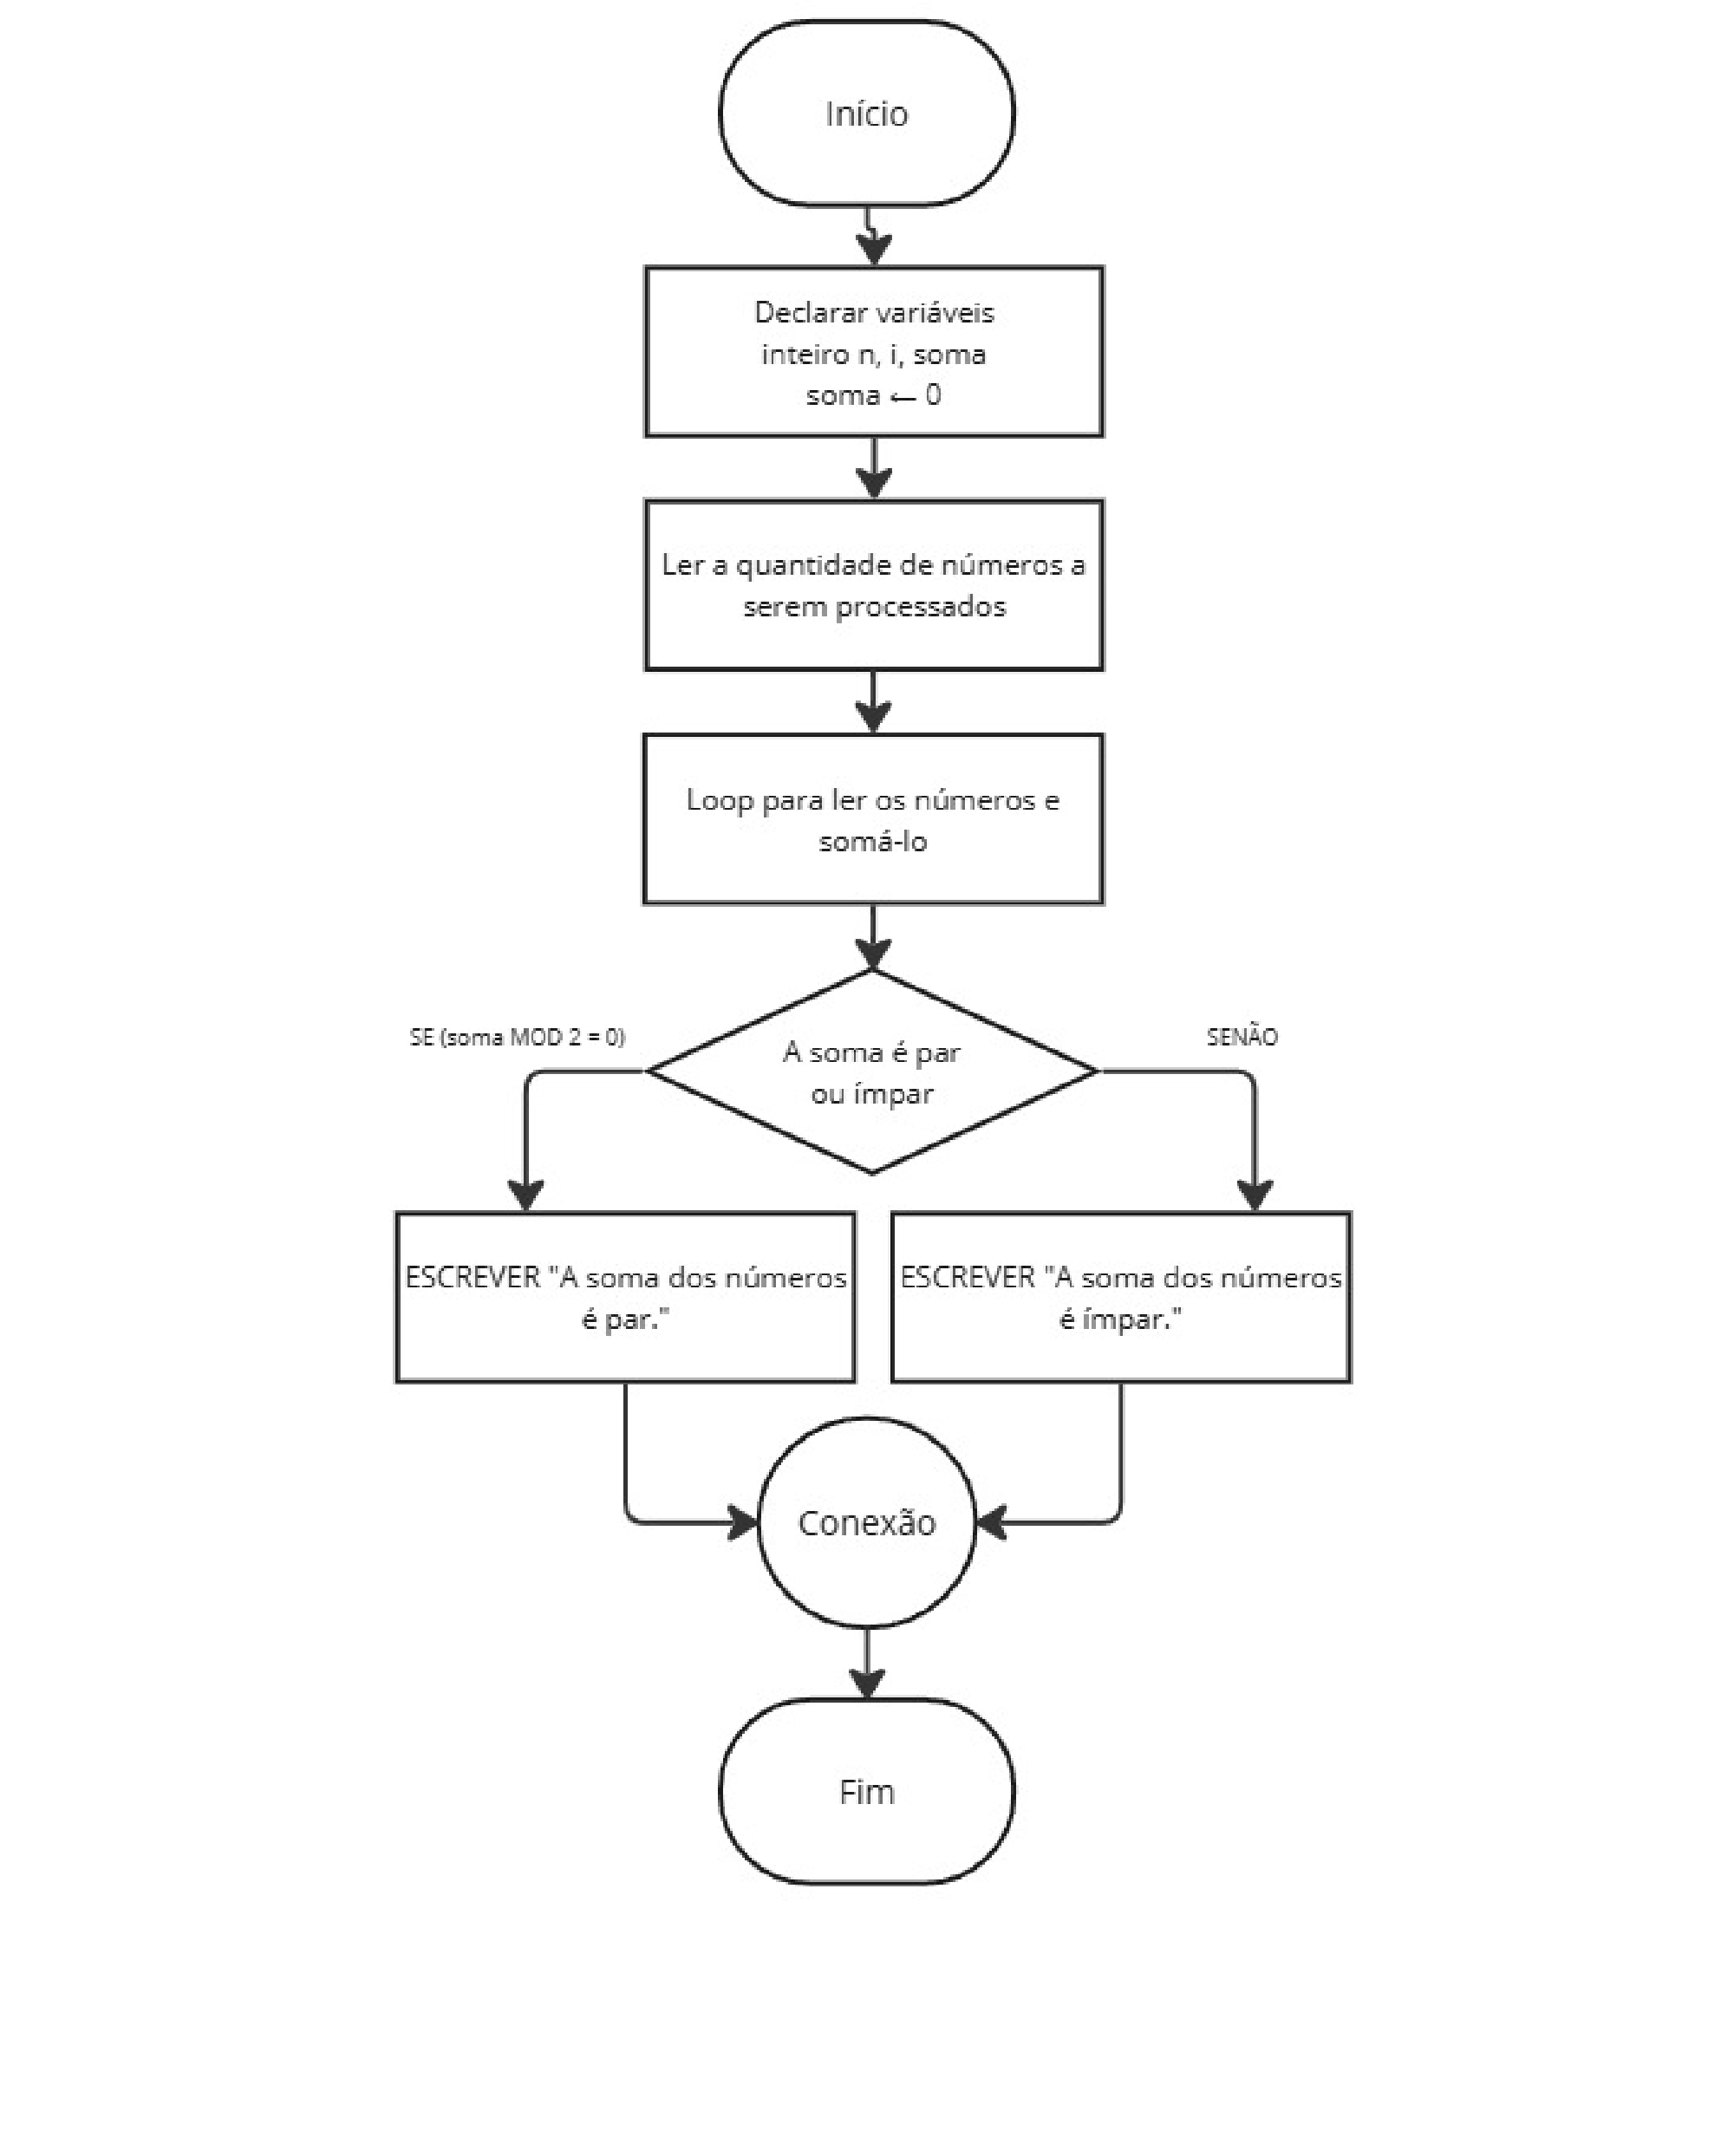 Início
Declarar variáveis
inteiro n, i, soma
soma ← 0
Ler a quantidade de números a
serem processados
Loop para ler os números e
somá-lo
A soma é par
ou ímpar
SE (soma MOD 2 = 0)
SENÃO
ESCREVER "A soma dos números
é par."
ESCREVER "A soma dos números
é ímpar."
Conexão
Fim